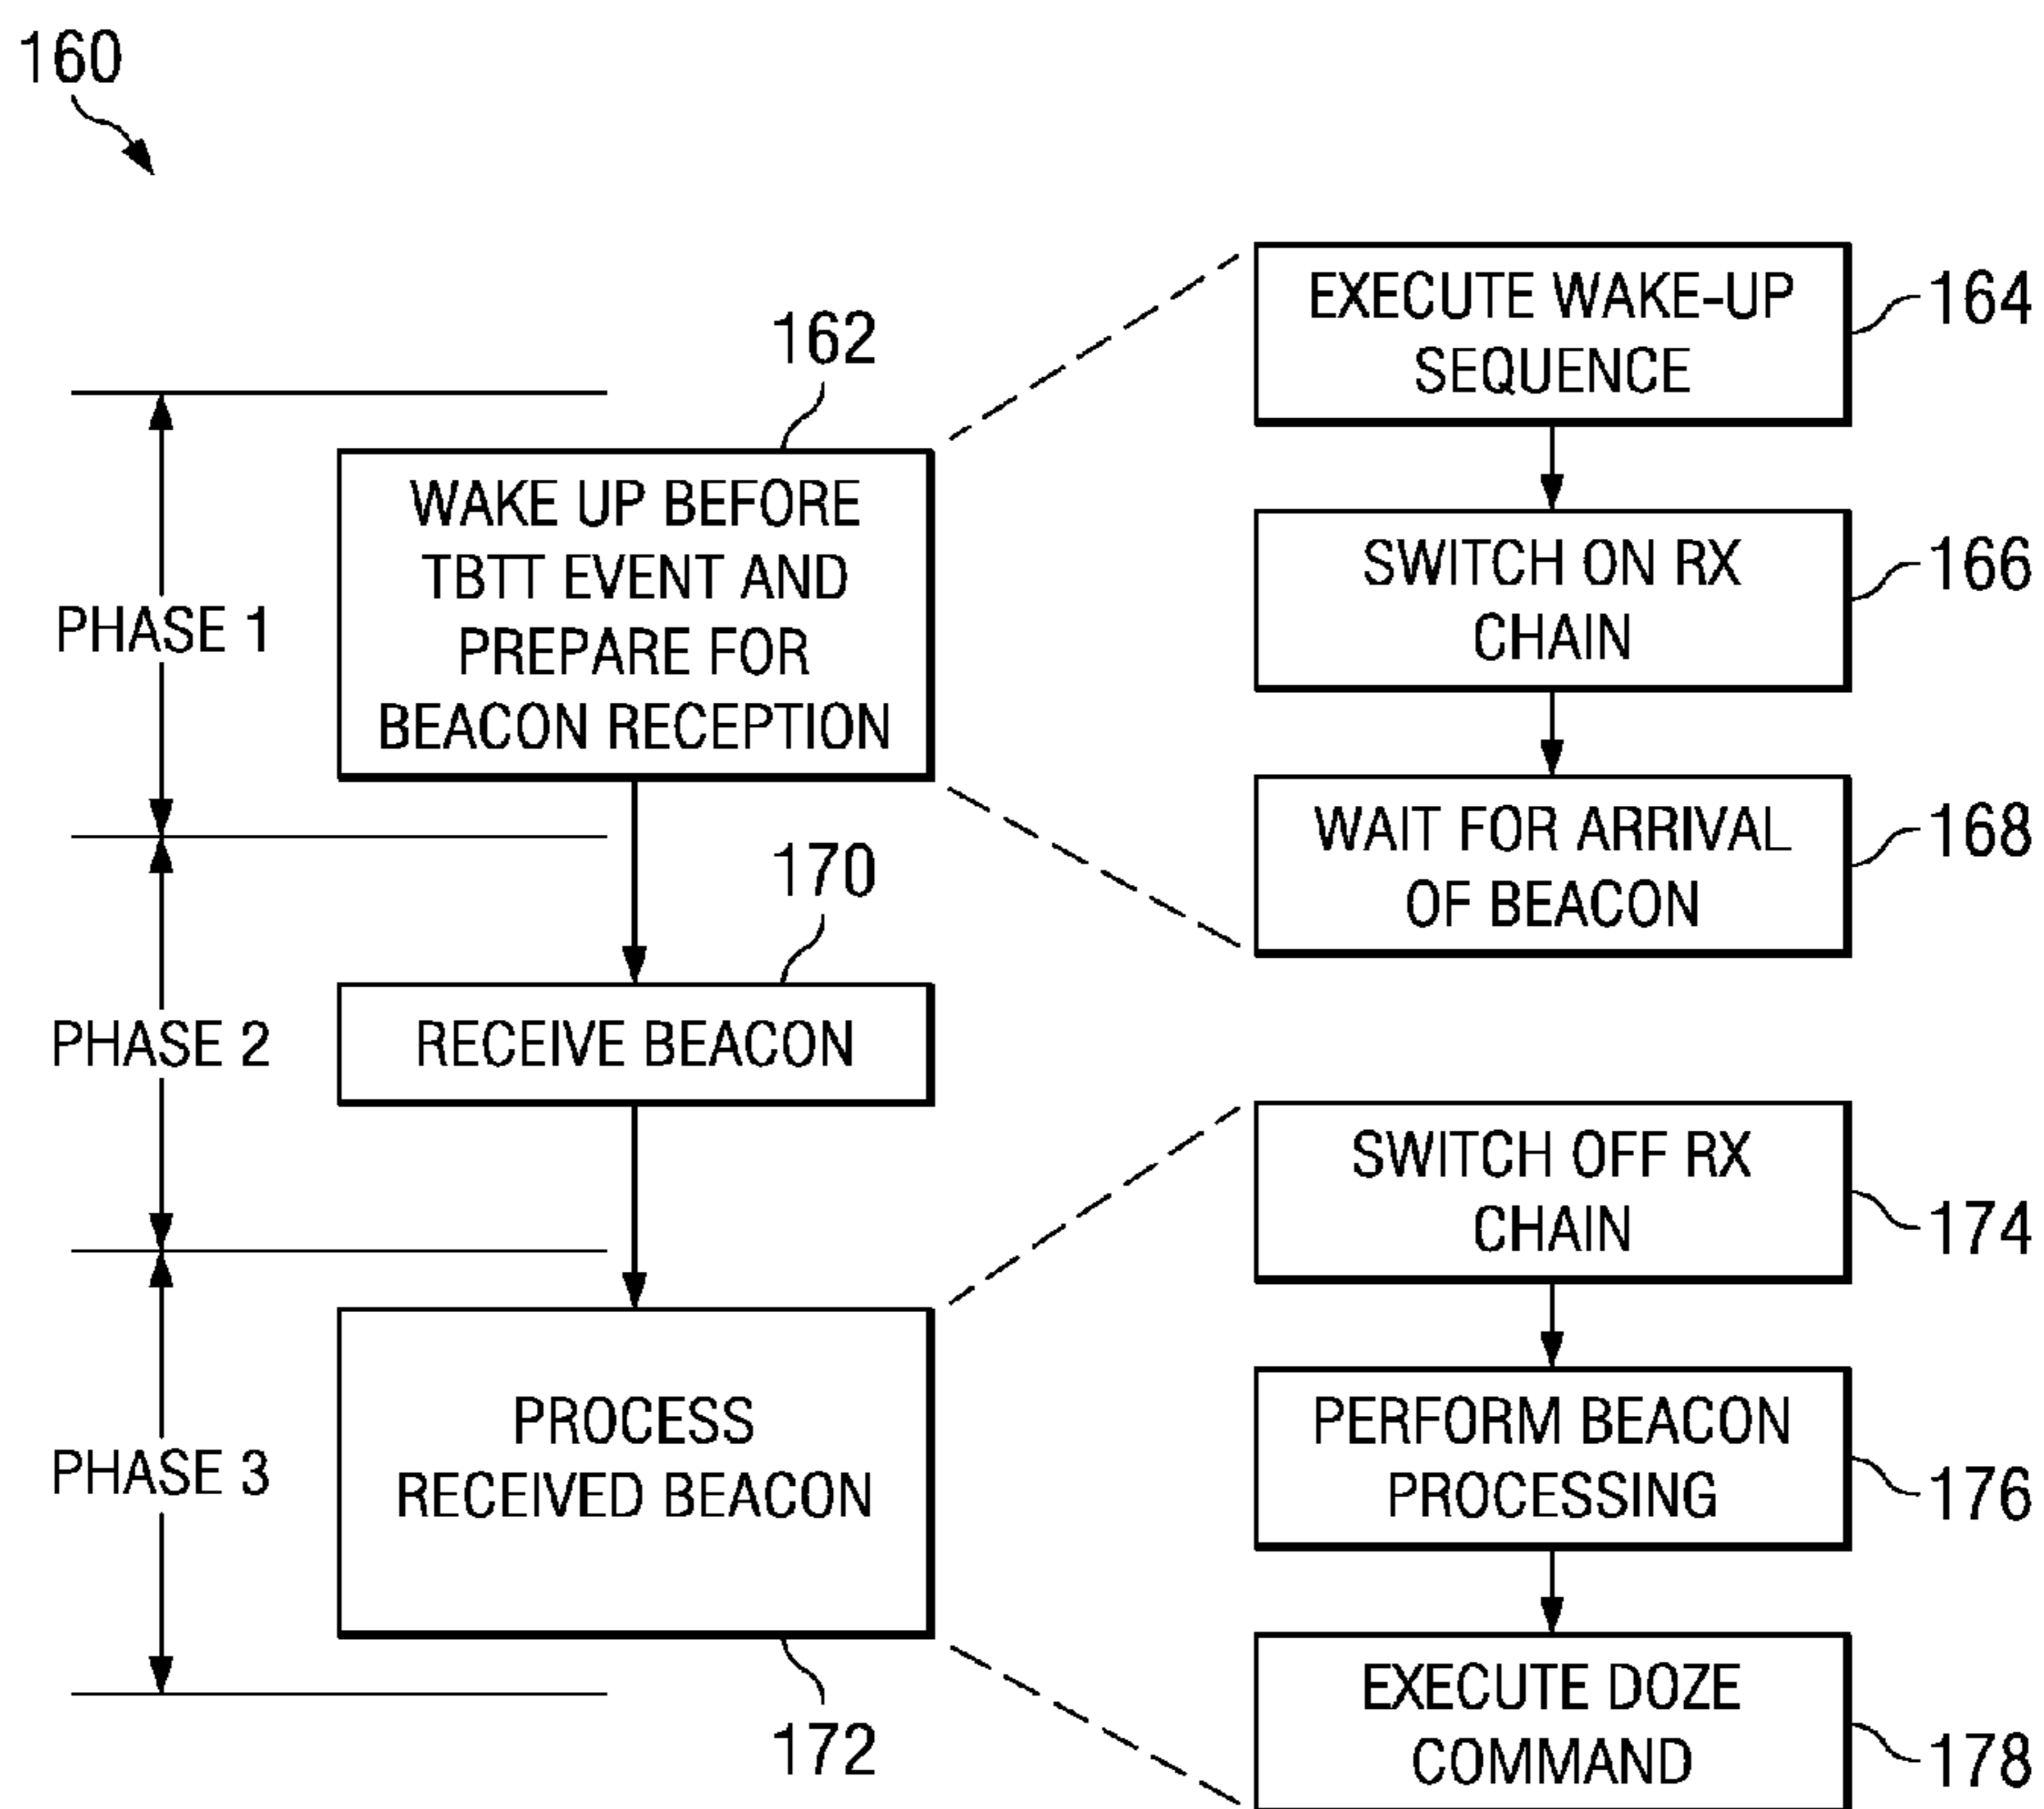 160
162
PHASE 1
WAKE UP BEFORE
TBTT EVENT AND
PREPARE FOR
BEACON RECEPTION
EXECUTE WAKE-UP
SEQUENCE
164
SWITCH ON RX
CHAIN
166
WAIT FOR ARRIVAL
OF BEACON
168
170
PHASE 2
RECEIVE BEACON
PHASE 3
PROCESS
RECEIVED BEACON
172
SWITCH OFF RX
CHAIN
174
PERFORM BEACON
PROCESSING
176
EXECUTE DOZE
COMMAND
178